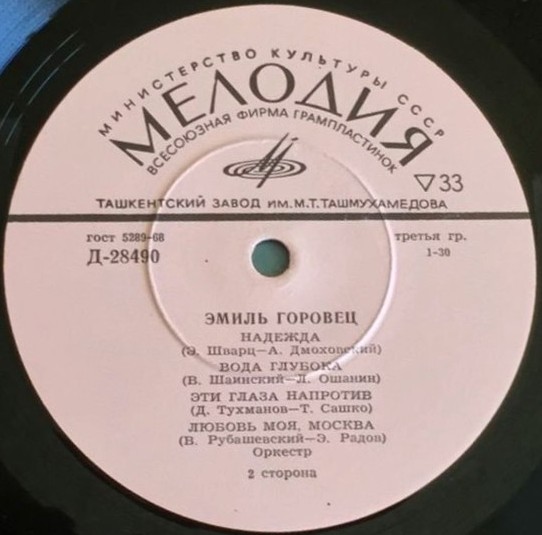 МИНИСТЕРСТВО КУЛЬТУРЫ СССР
МЕЛОДИЯ
ВСЕСОЮЗНАЯ ФИРМА ГРАМПЛАСТИНОК
▽33
ТАШКЕНТСКИЙ ЗАВОД ИМ. М.Т. ТАШМУХАМЕДОВА
гост 5289-68
третья гр.
Д-28490
1-30
ЭМИЛЬ ГОРОВЕЦ
НАДЕЖДА
(Э. Шварц—А. Дмоховский)
ВОДА ГЛУБОКА
(В. Шаинский—Л. Ошанин)
ЭТИ ГЛАЗА НАПРОТИВ
(Д. Тухманов—Т. Сашко)
ЛЮБОВЬ МОЯ, МОСКВА
(В. Рубашевский—Э. Радов)
Оркестр
2 сторона